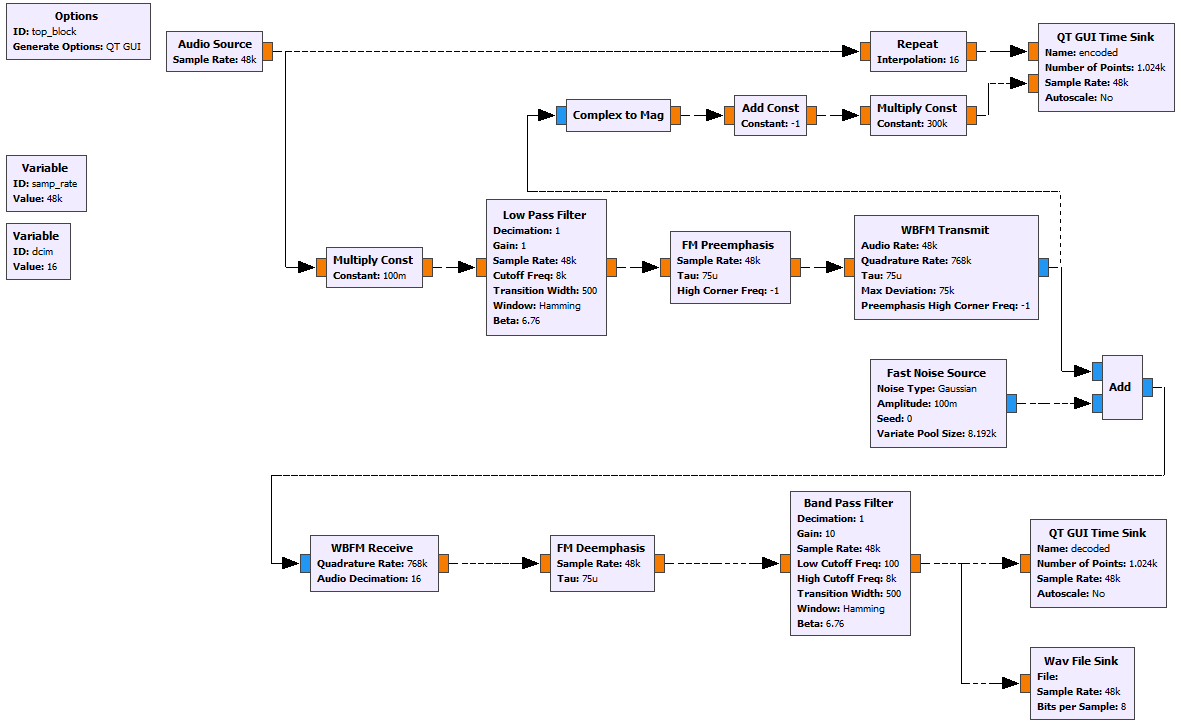 Options
ID: top_block
Generate Options: QT GUI
Audio Source
Sample Rate: 48k
Repeat
Interpolation: 16
QT GUI Time Sink
Name: encoded
Number of Points: 1.024k
Sample Rate: 48k
Autoscale: No
Complex to Mag
Add Const
Constant: -1
Multiply Const
Constant: 300k
Variable
ID: samp_rate
Value: 48k
Variable
ID: dcim
Value: 16
Multiply Const
Constant: 100m
Low Pass Filter
Decimation: 1
Gain: 1
Sample Rate: 48k
Cutoff Freq: 8k
Transition Width: 500
Window: Hamming
Beta: 6.76
FM Preemphasis
Sample Rate: 48k
Tau: 75u
High Corner Freq: -1
WBFM Transmit
Audio Rate: 48k
Quadrature Rate: 768k
Tau: 75u
Max Deviation: 75k
Preemphasis High Corner Freq: -1
Fast Noise Source
Noise Type: Gaussian
Amplitude: 100m
Seed: 0
Variate Pool Size: 8.192k
Add
WBFM Receive
Quadrature Rate: 768k
Audio Decimation: 16
FM Deemphasis
Sample Rate: 48k
Tau: 75u
Band Pass Filter
Decimation: 1
Gain: 10
Sample Rate: 48k
Low Cutoff Freq: 100
High Cutoff Freq: 8k
Transition Width: 500
Window: Hamming
Beta: 6.76
QT GUI Time Sink
Name: decoded
Number of Points: 1.024k
Sample Rate: 48k
Autoscale: No
Wav File Sink
File:
Sample Rate: 48k
Bits per Sample: 8